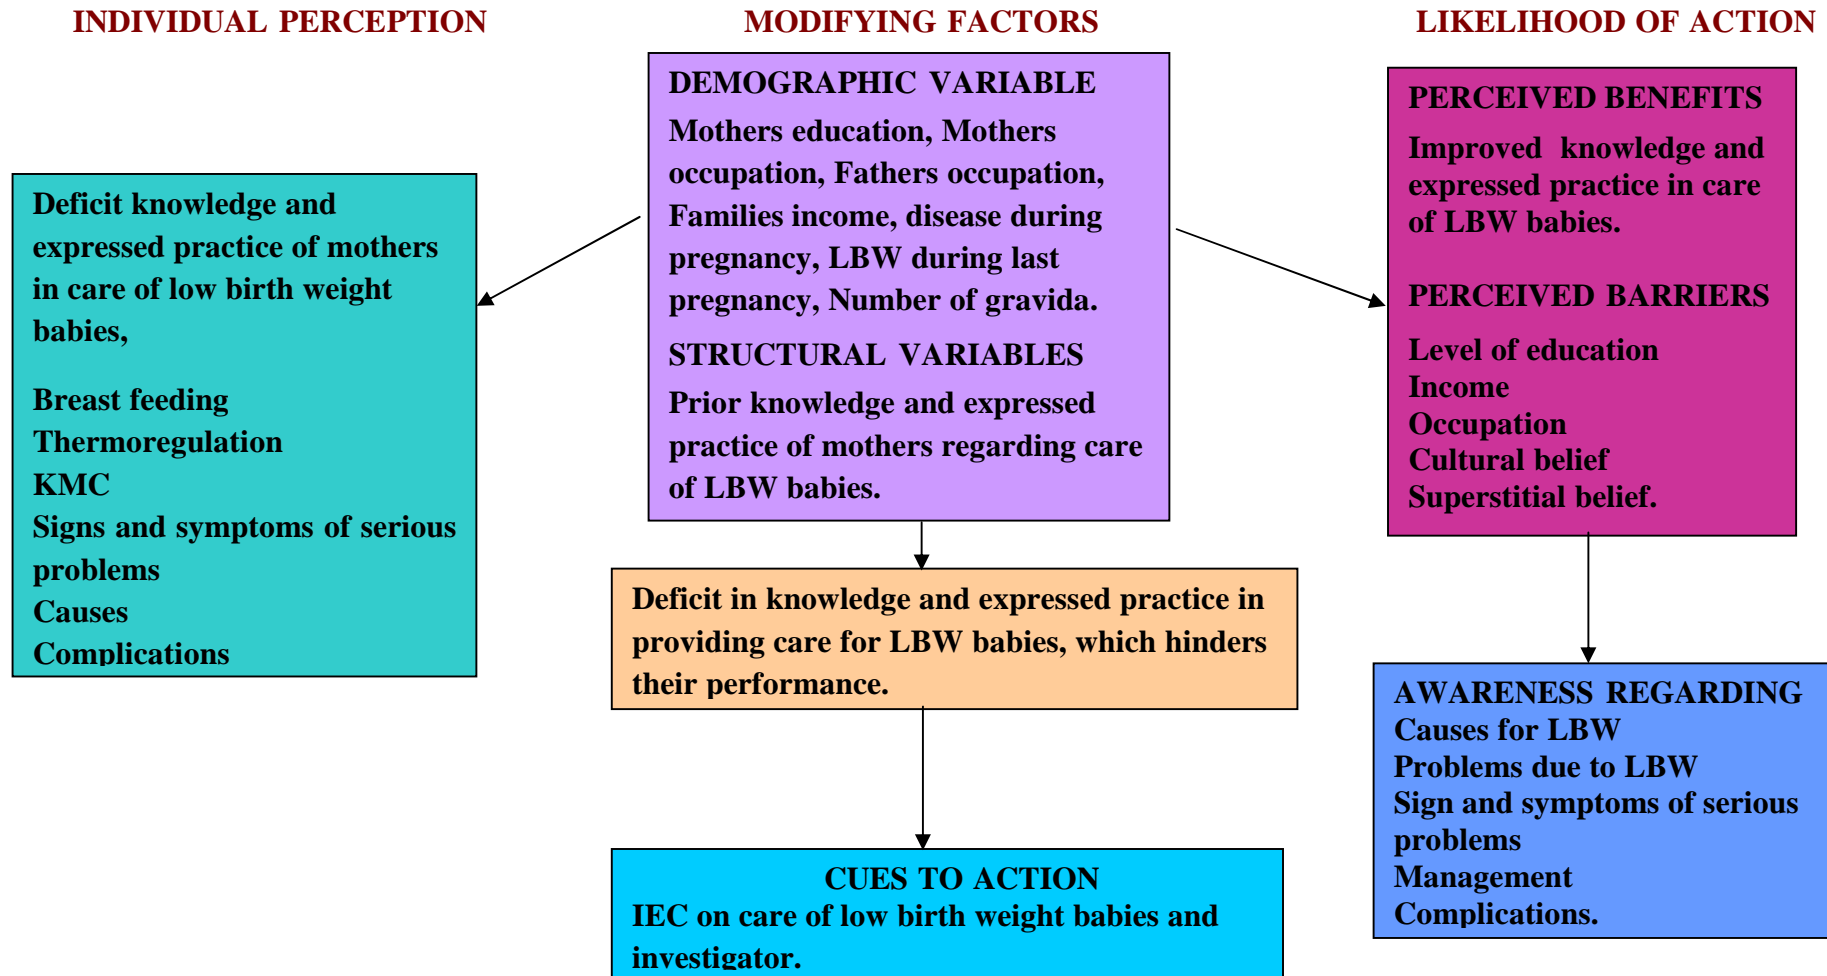 INDIVIDUAL PERCEPTION
MODIFYING FACTORS
LIKELIHOOD OF ACTION
Deficit knowledge and
expressed practice of mothers
in care of low birth weight
babies,
Breast feeding
Thermoregulation
KMC
Signs and symptoms of serious
problems
Causes
Complications
DEMOGRAPHIC VARIABLE
Mothers education, Mothers
occupation, Fathers occupation,
Families income, disease during
pregnancy, LBW during last
pregnancy, Number of gravida.
STRUCTURAL VARIABLES
Prior knowledge and expressed
practice of mothers regarding care
of LBW babies.
Deficit in knowledge and expressed practice in
providing care for LBW babies, which hinders
their performance.
CUES TO ACTION
IEC on care of low birth weight babies and
investigator.
PERCEIVED BENEFITS
Improved knowledge and
expressed practice in care
of LBW babies.
PERCEIVED BARRIERS
Level of education
Income
Occupation
Cultural belief
Superstitial belief.
AWARENESS REGARDING
Causes for LBW
Problems due to LBW
Sign and symptoms of serious
problems
Management
Complications.